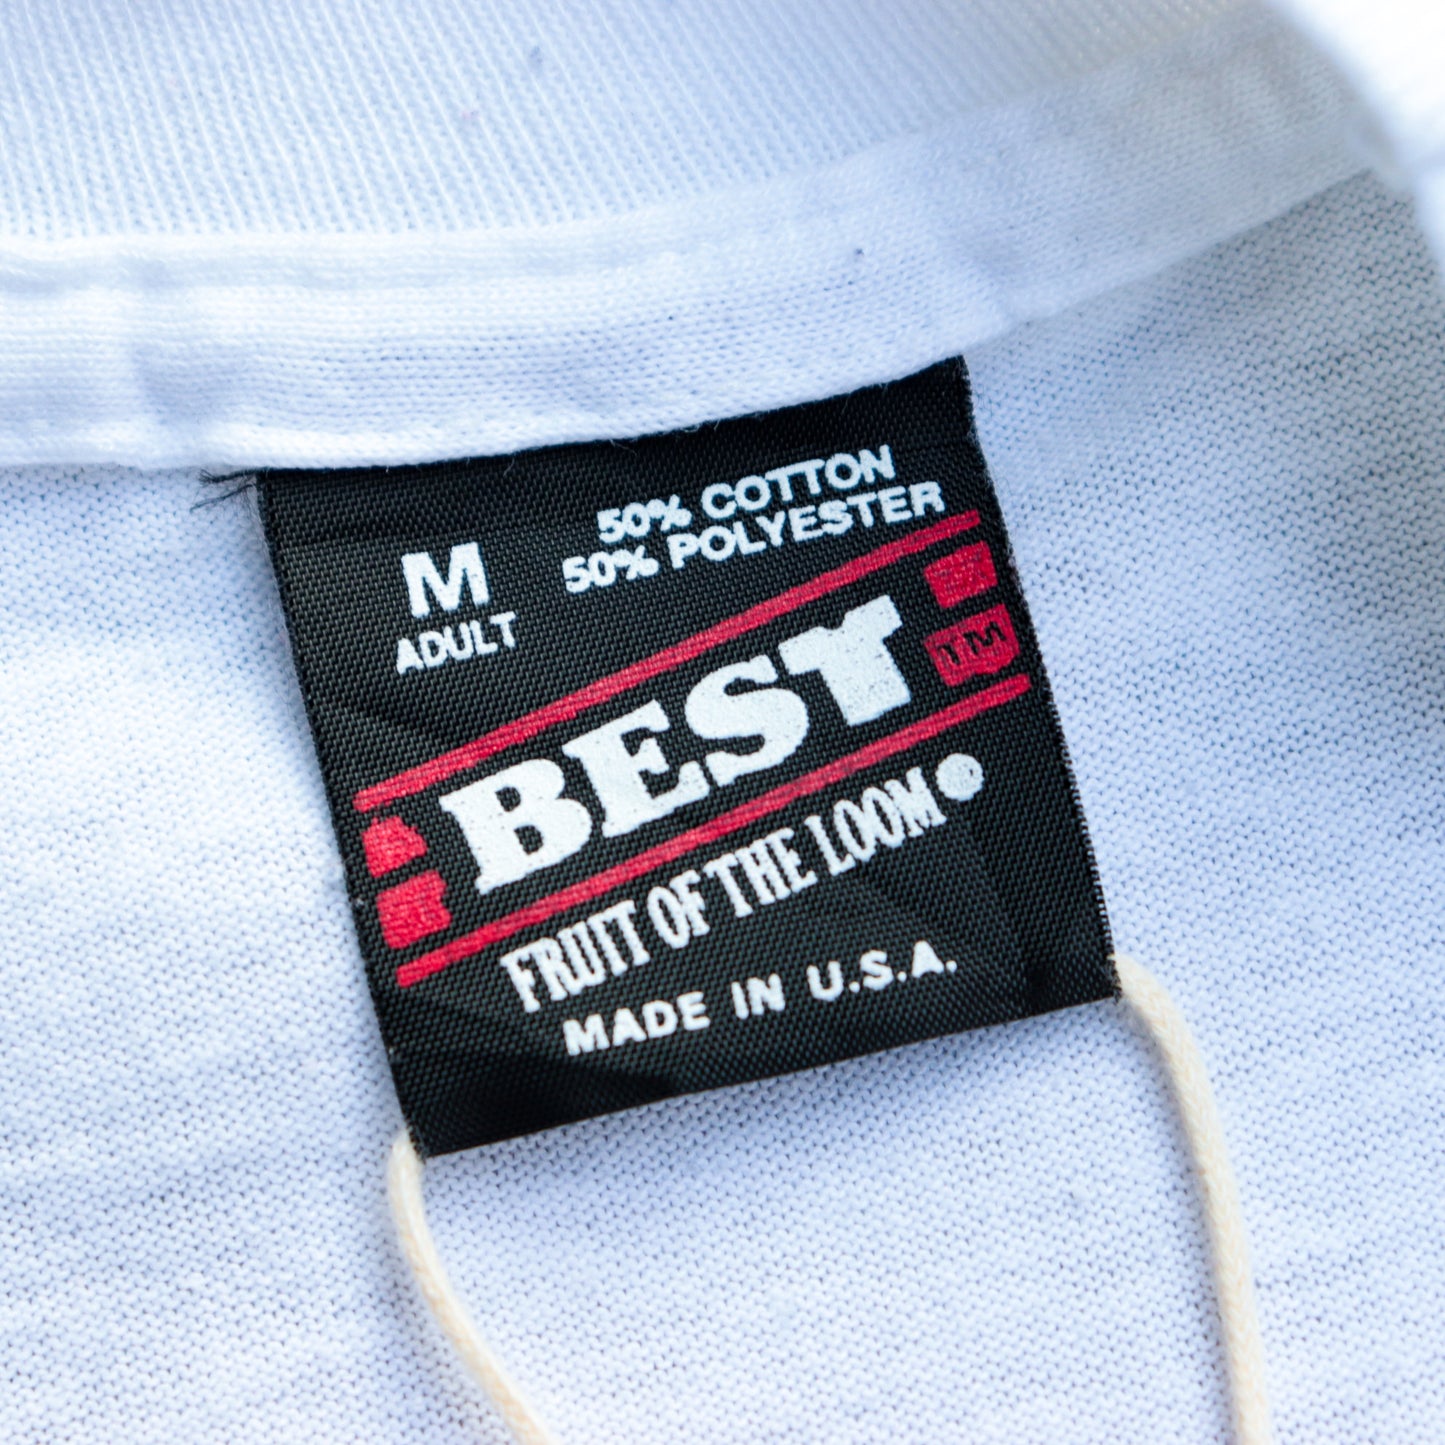 M
ADULT
50% COTTON
50% POLYESTER
BEST
TM
FRUIT OF THE LOOM
MADE IN U.S.A.